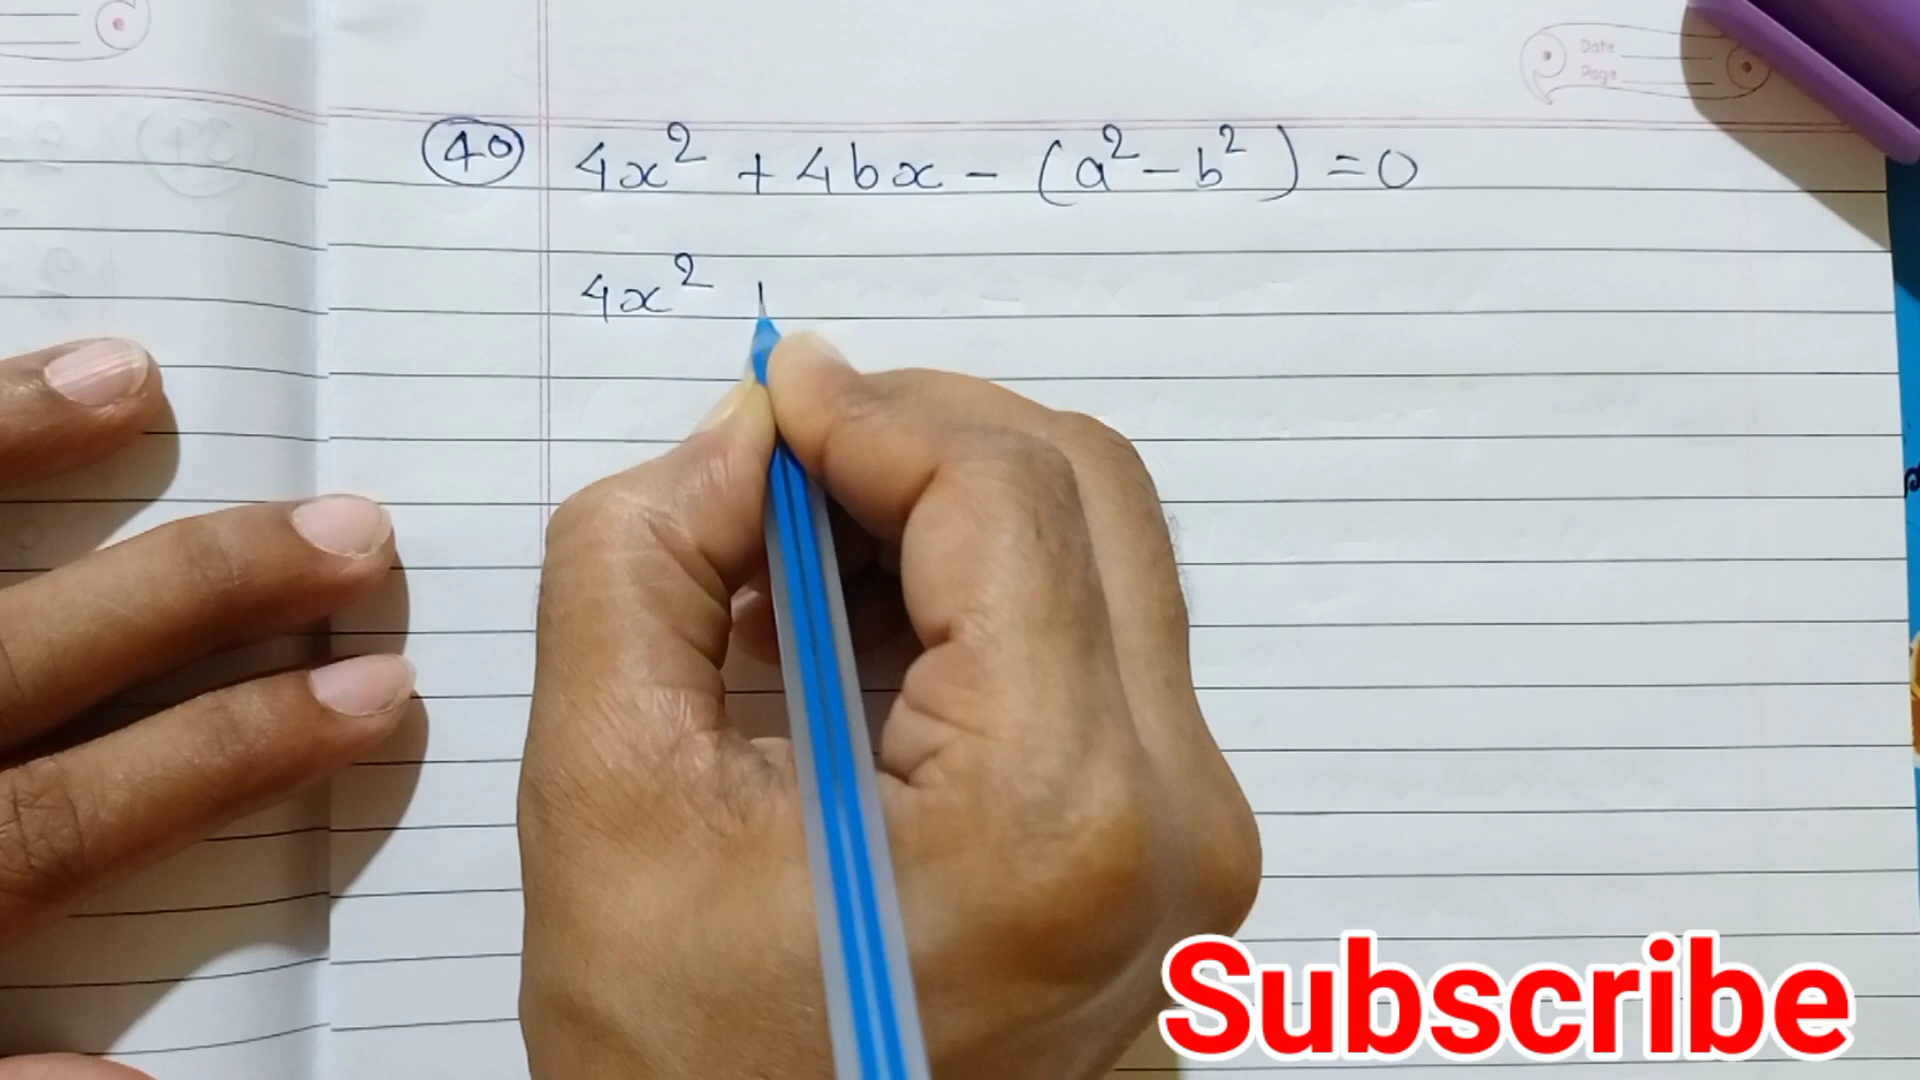 Date
Page
40 4x² + 4bx - (a² - b²) = 0
4x²
Subscribe